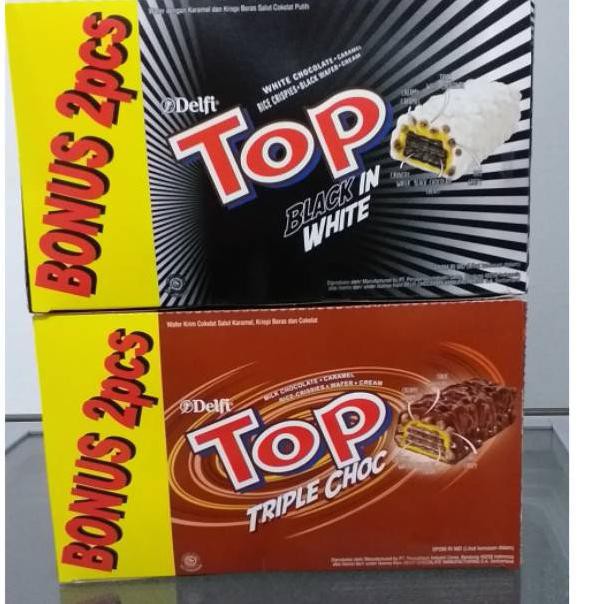 BONUS 2pcs
Wafer dengan Karamel dan Krispi Beras Salut Cokelat Putih
WHITE CHOCOLATE • CARAMEL
RICE CRISPIES • BLACK WAFER • CREAM
Delfi
TOP
BLACK IN
WHITE
BONUS 2pcs
Wafer Krim Cokelat Salut Karamel, Krispi Beras dan Cokelat
MILK CHOCOLATE • CARAMEL
RICE CRISPIES • WAFER • CREAM
Delfi
TOP
TRIPLE CHOC